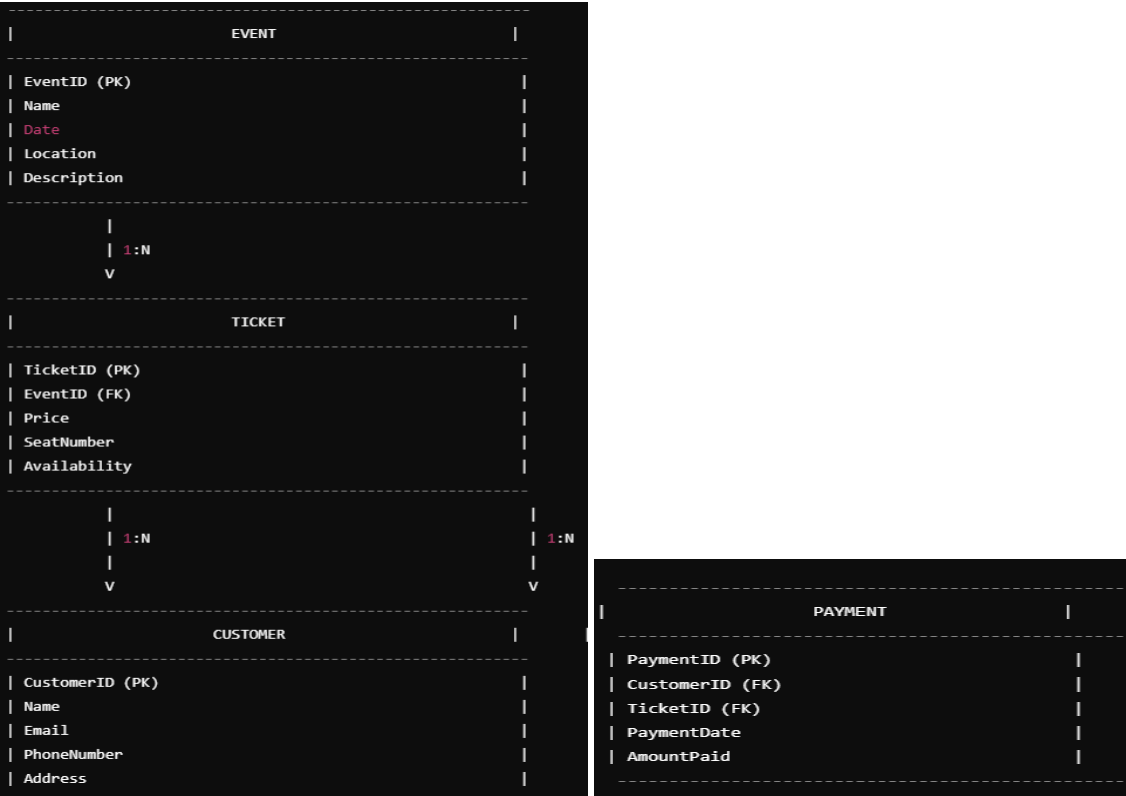 EVENT
EventID (PK)
Name
Date
Location
Description
1:N
TICKET
TicketID (PK)
EventID (FK)
Price
SeatNumber
Availability
1:N 1:N
V V
CUSTOMER
CustomerID (PK)
Name
Email
PhoneNumber
Address
PAYMENT
PaymentID (PK)
CustomerID (FK)
TicketID (FK)
PaymentDate
AmountPaid